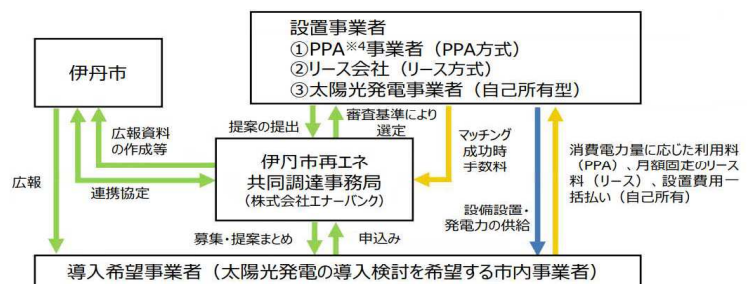 設置事業者
①PPA※4事業者（PPA方式）
②リース会社（リース方式）
③太陽光発電事業者（自己所有型）
伊丹市
広報資料
の作成等
提案の提出
審査基準により
選定
マッチング
成功時
手数料
消費電力量に応じた利用料
（PPA）、月額固定のリース
料（リース）、設置費用一
括払い（自己所有）
広報
連携協定
伊丹市再エネ
共同調達事務局
（株式会社エナーバンク）
設備設置・
発電力の供給
募集・提案まとめ
申込み
導入希望事業者（太陽光発電の導入検討を希望する市内事業者）